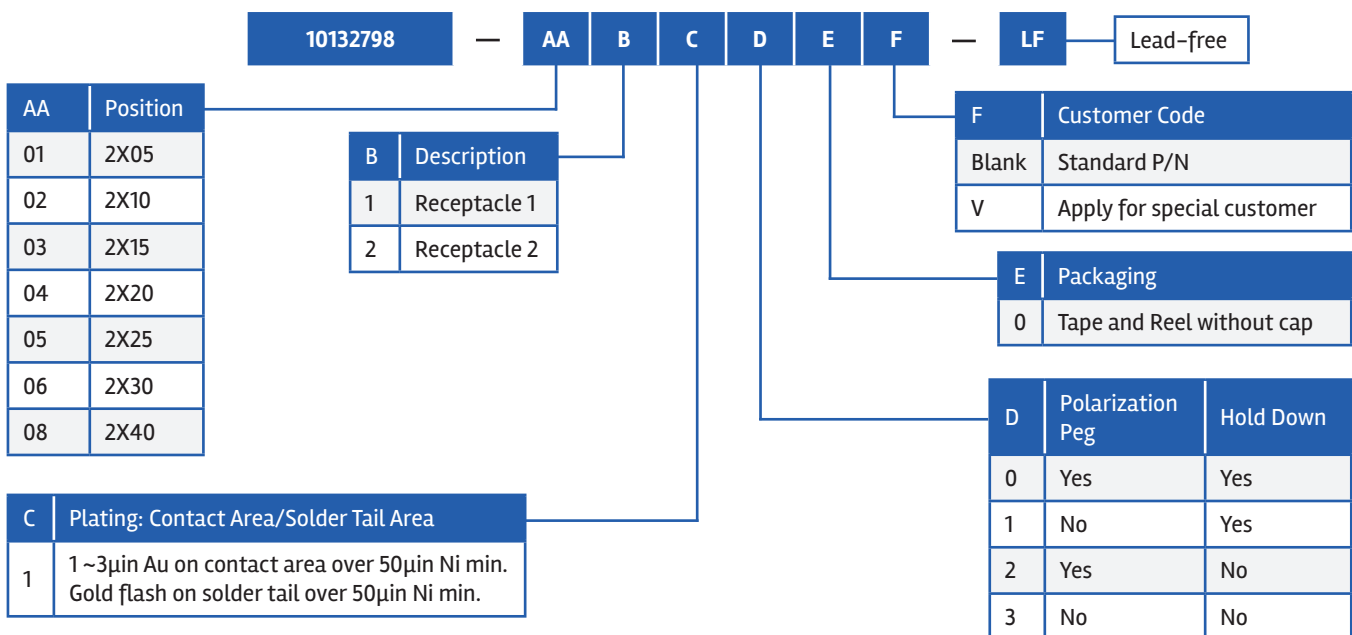 10132798 — AA B C D E F — LF Lead-free
AA Position
01 2X05
02 2X10
03 2X15
04 2X20
05 2X25
06 2X30
08 2X40
B Description
1 Receptacle 1
2 Receptacle 2
C Plating: Contact Area/Solder Tail Area
1 1~3µin Au on contact area over 50µin Ni min.
Gold flash on solder tail over 50µin Ni min.
F Customer Code
Blank Standard P/N
V Apply for special customer
E Packaging
0 Tape and Reel without cap
D Polarization
Peg Hold Down
0 Yes Yes
1 No Yes
2 Yes No
3 No No